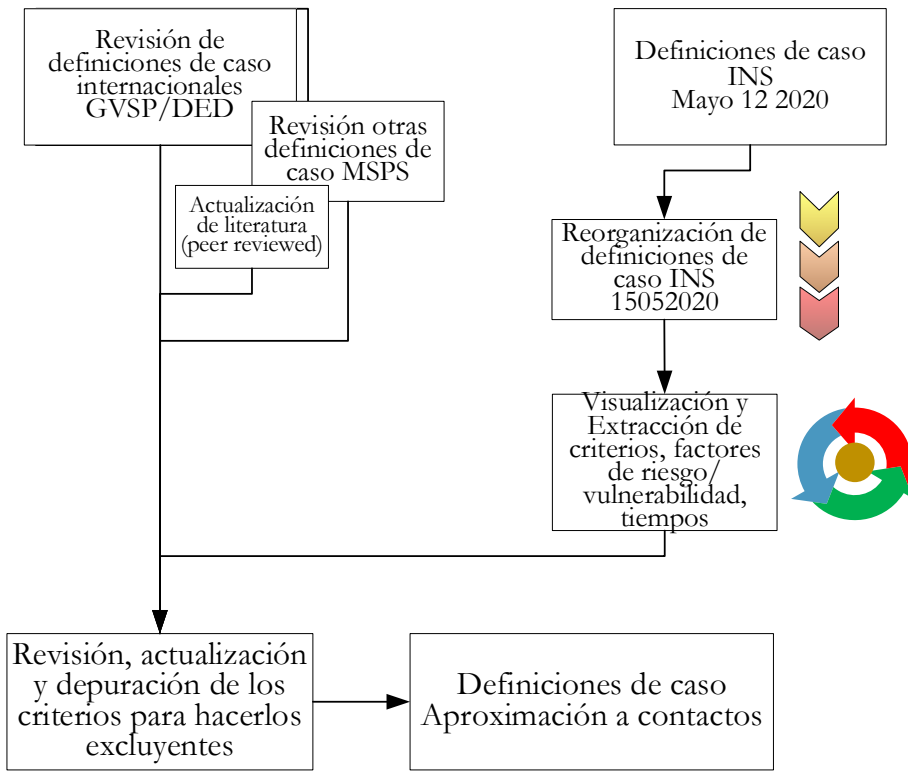 Revisión de
definiciones de caso
internacionales
GVSP/DED
Revisión otras
definiciones de
caso MSPS
Actualización
de literatura
(peer reviewed)
Definiciones de caso
INS
Mayo 12 2020
Reorganización de
definiciones de
caso INS
15052020
Visualización y
Extracción de
criterios, factores
de riesgo/
vulnerabilidad,
tiempos
Revisión, actualización
y depuración de los
criterios para hacerlos
excluyentes
Definiciones de caso
Aproximación a contactos